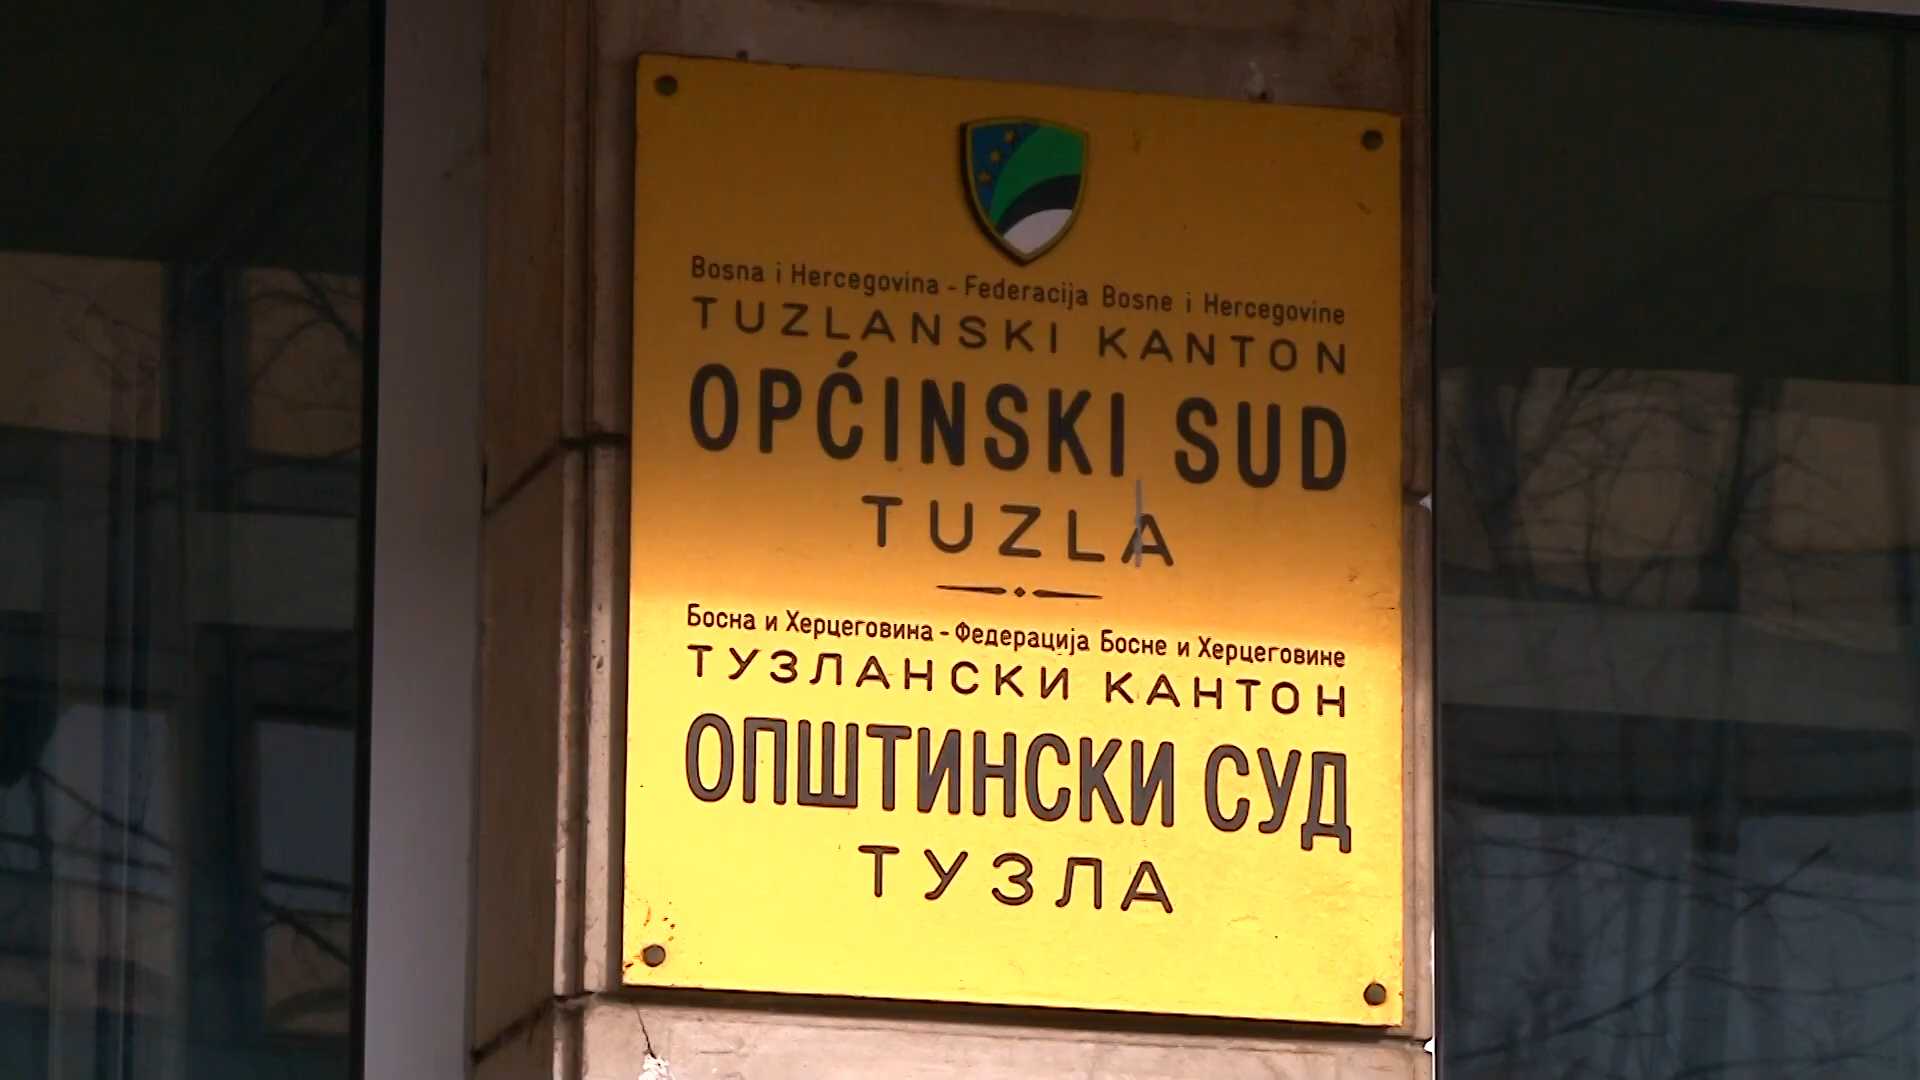 Bosna i Hercegovina - Federacija Bosne i Hercegovine
TUZLANSKI KANTON
OPĆINSKI SUD
TUZLA
Босна и Херцеговина - Федерација Босне и Херцеговине
ТУЗЛАНСКИ КАНТОН
ОПШТИНСКИ СУД
ТУЗЛА